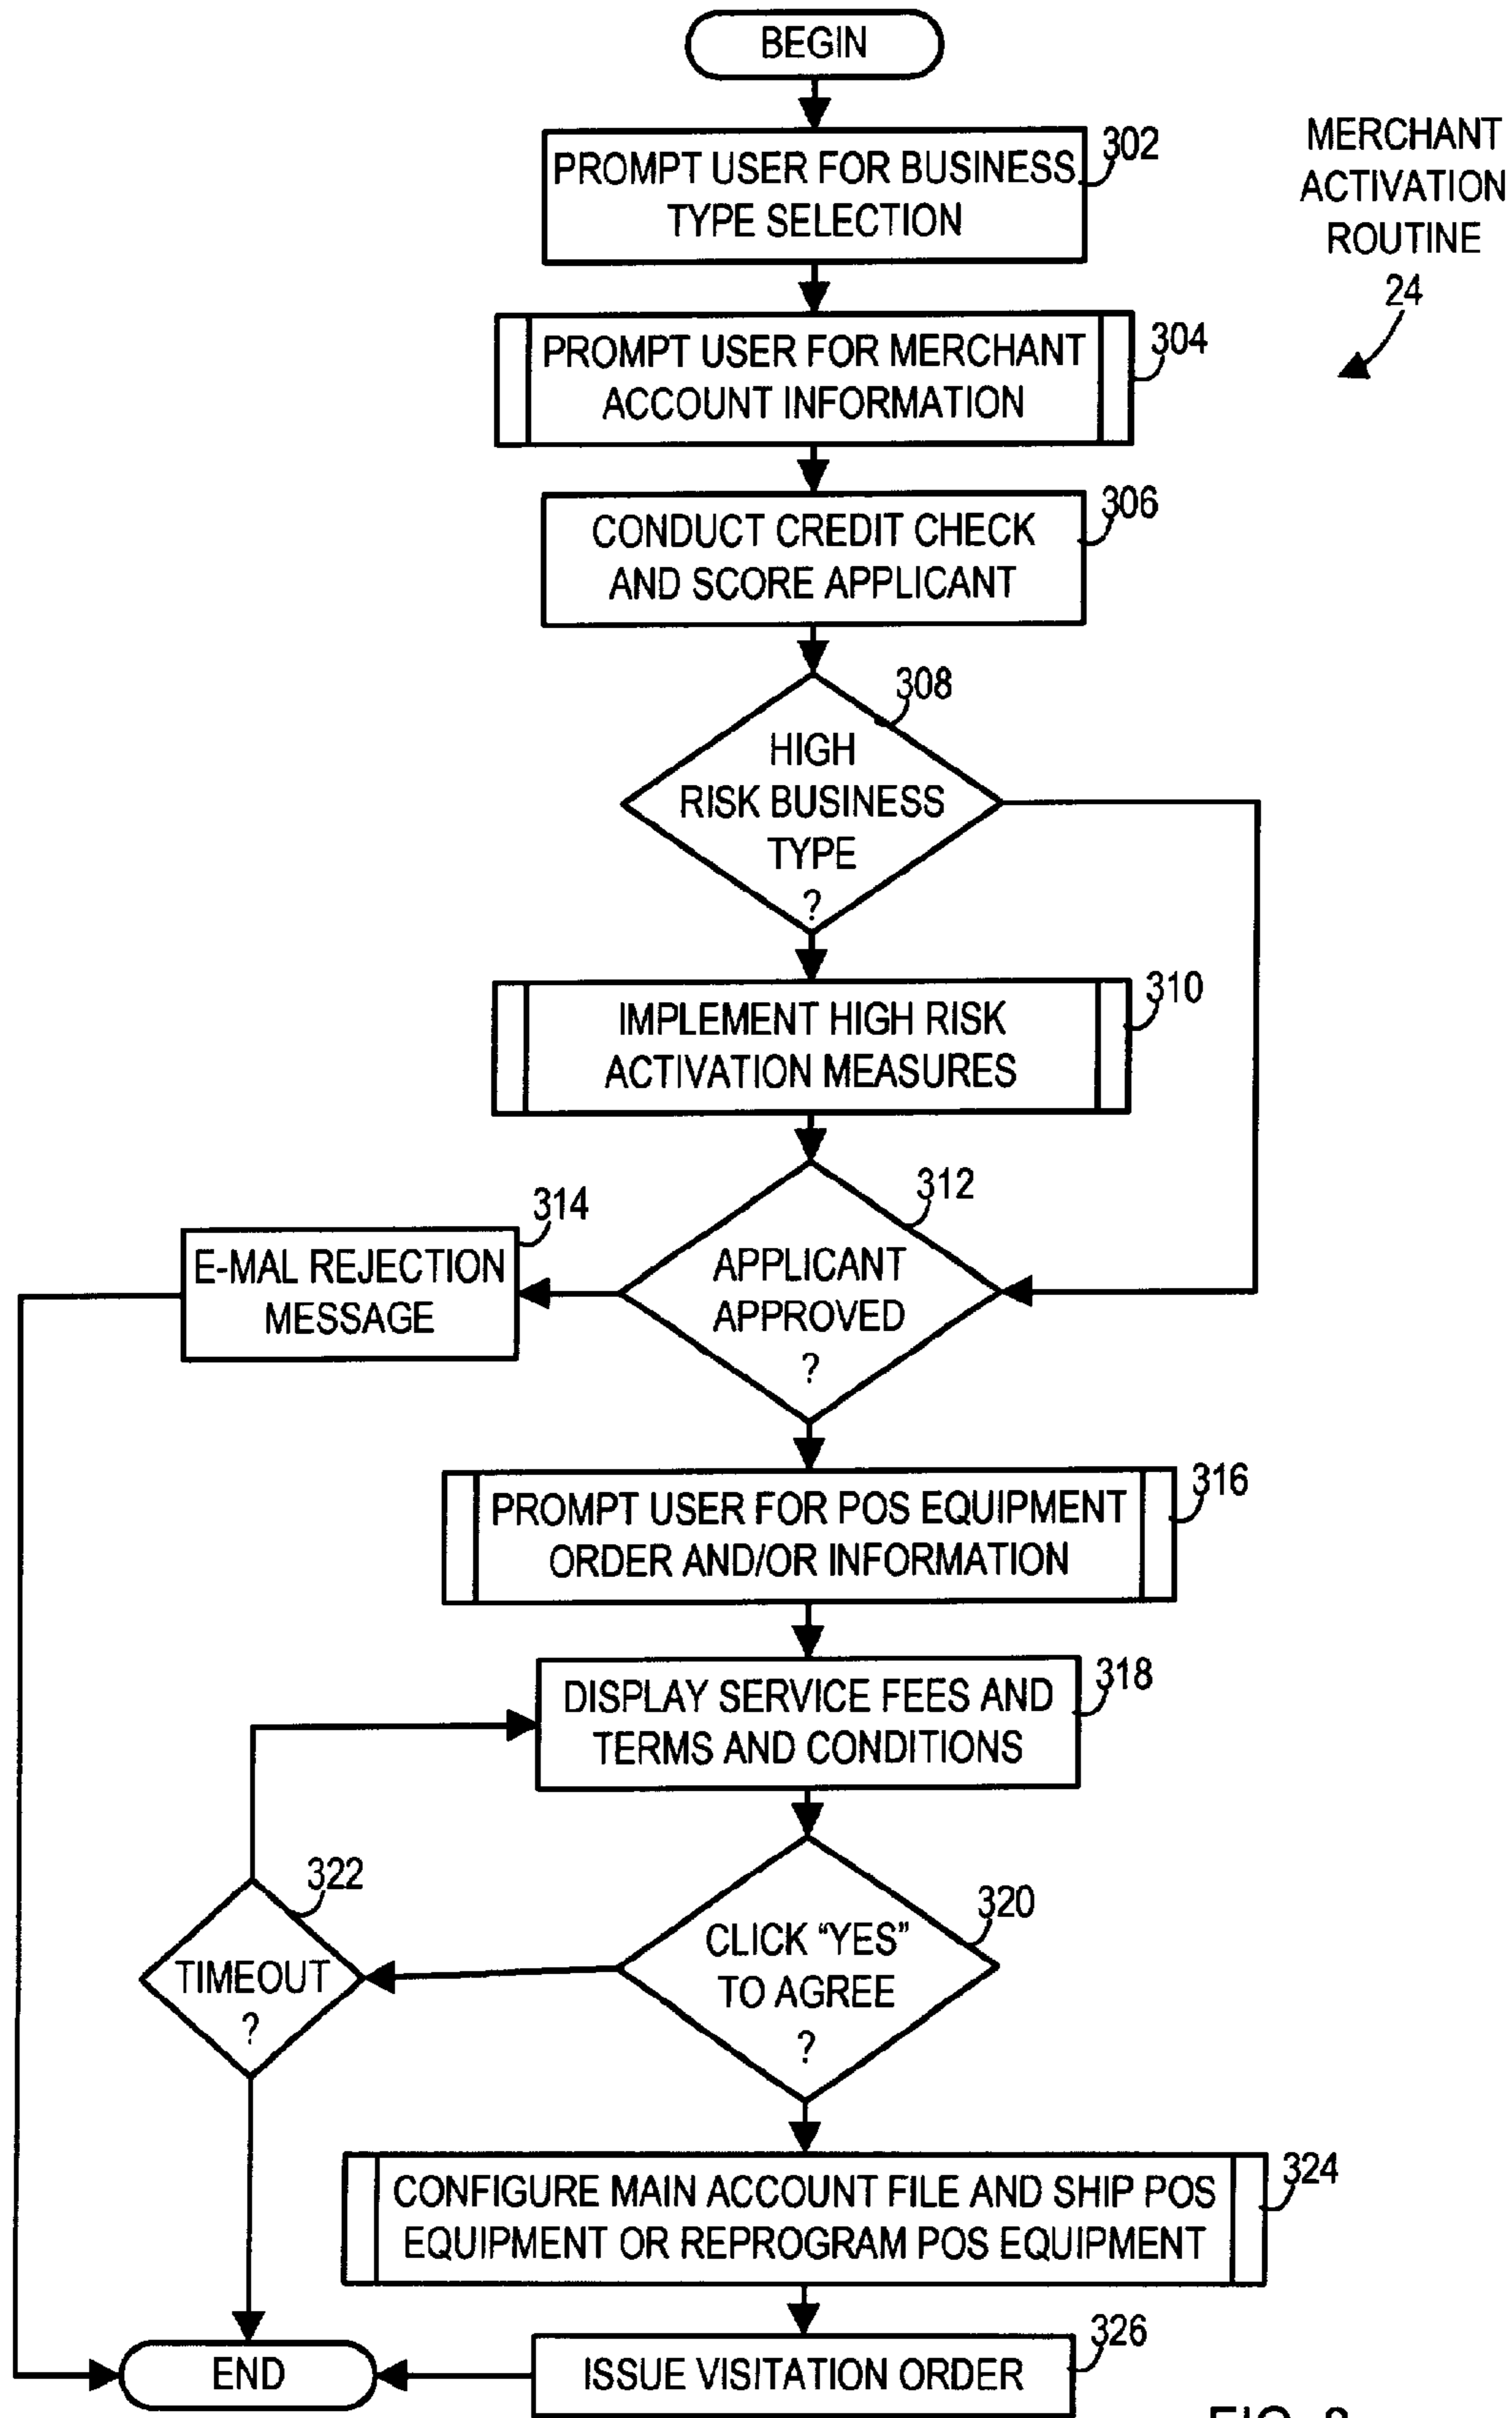 BEGIN
MERCHANT
ACTIVATION
ROUTINE
24
302
PROMPT USER FOR BUSINESS
TYPE SELECTION
304
PROMPT USER FOR MERCHANT
ACCOUNT INFORMATION
306
CONDUCT CREDIT CHECK
AND SCORE APPLICANT
308
HIGH
RISK BUSINESS
TYPE
?
310
IMPLEMENT HIGH RISK
ACTIVATION MEASURES
312
APPLICANT
APPROVED
?
314
E-MAL REJECTION
MESSAGE
316
PROMPT USER FOR POS EQUIPMENT
ORDER AND/OR INFORMATION
318
DISPLAY SERVICE FEES AND
TERMS AND CONDITIONS
320
CLICK “YES”
TO AGREE
?
322
TIMEOUT
?
324
CONFIGURE MAIN ACCOUNT FILE AND SHIP POS
EQUIPMENT OR REPROGRAM POS EQUIPMENT
326
ISSUE VISITATION ORDER
END